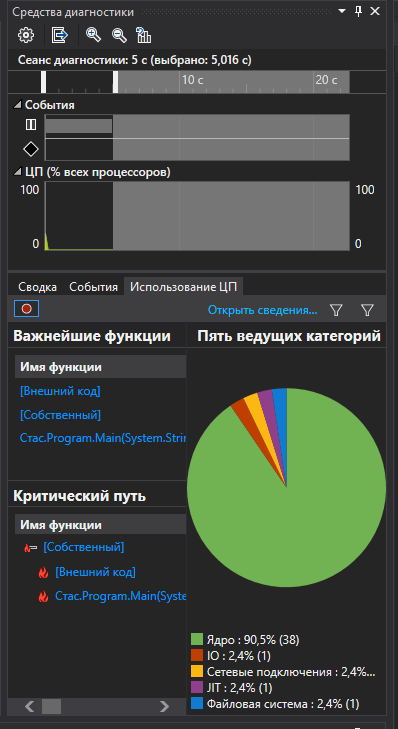 Средства диагностики
Сеанс диагностики: 5 с (выбрано: 5,016 с)
10 с
20 с
События
ЦП (% всех процессоров)
100
100
0
0
Сводка
События
Использование ЦП
Открыть сведения...
Важнейшие функции
Имя функции
[Внешний код]
[Собственный]
Стас.Program.Main(System.Strin
Критический путь
Имя функции
[Собственный]
[Внешний код]
Стас.Program.Main(Syste
Пять ведущих категорий
Ядро : 90,5% (38)
IO : 2,4% (1)
Сетевые подключения : 2,4%...
JIT : 2,4% (1)
Файловая система : 2,4% (1)